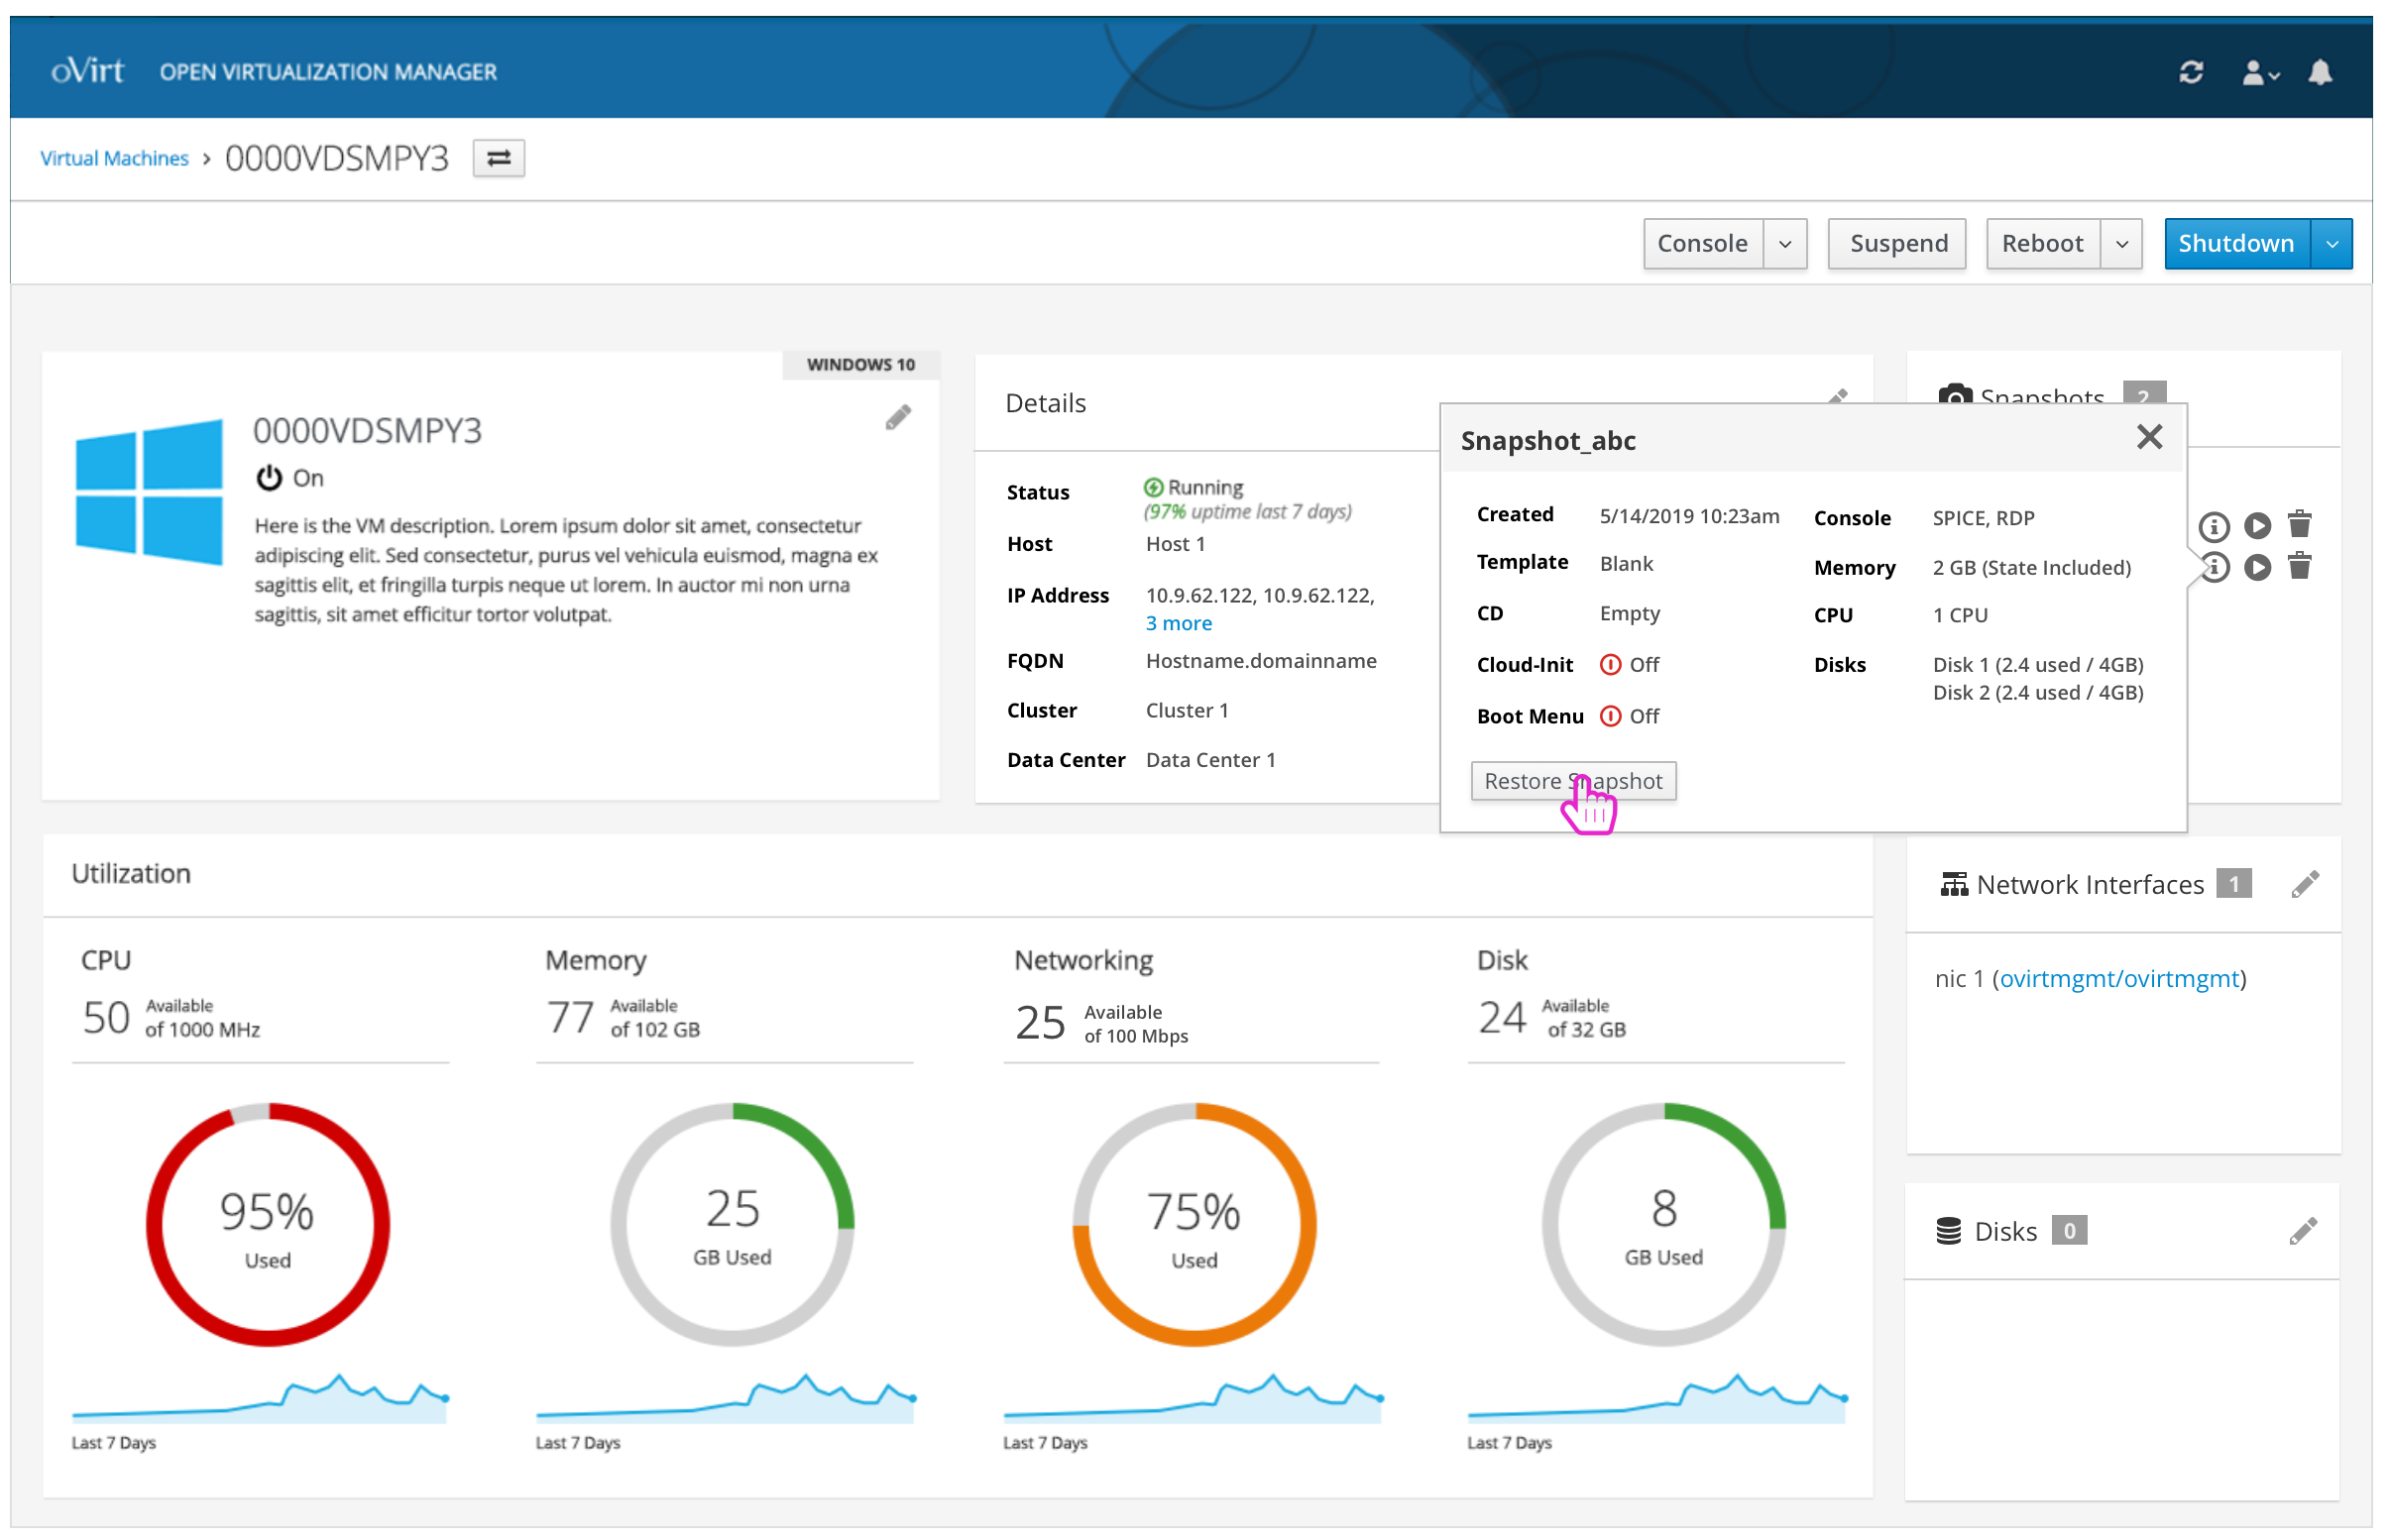 oVirt OPEN VIRTUALIZATION MANAGER
Virtual Machines › 0000VDSMPY3
Console
Suspend
Reboot
Shutdown
WINDOWS 10
0000VDSMPY3
On
Here is the VM description. Lorem ipsum dolor sit amet, consectetur
adipiscing elit. Sed consectetur, purus vel vehicula euismod, magna ex
sagittis elit, et fringilla turpis neque ut lorem. In auctor mi non urna
sagittis, sit amet efficitur tortor volutpat.
Details
Status Running
(97% uptime last 7 days)
Host Host 1
IP Address 10.9.62.122, 10.9.62.122,
3 more
FQDN Hostname.domainname
Cluster Cluster 1
Data Center Data Center 1
Snapshots 2
Snapshot_abc
Created 5/14/2019 10:23am
Template Blank
CD Empty
Cloud-Init Off
Boot Menu Off
Console SPICE, RDP
Memory 2 GB (State Included)
CPU 1 CPU
Disks Disk 1 (2.4 used / 4GB)
Disk 2 (2.4 used / 4GB)
Restore Snapshot
Utilization
CPU
50 Available
of 1000 MHz
95%
Used
Last 7 Days
Memory
77 Available
of 102 GB
25
GB Used
Last 7 Days
Networking
25 Available
of 100 Mbps
75%
Used
Last 7 Days
Disk
24 Available
of 32 GB
8
GB Used
Last 7 Days
Network Interfaces 1
nic 1 (ovirtmgmt/ovirtmgmt)
Disks 0